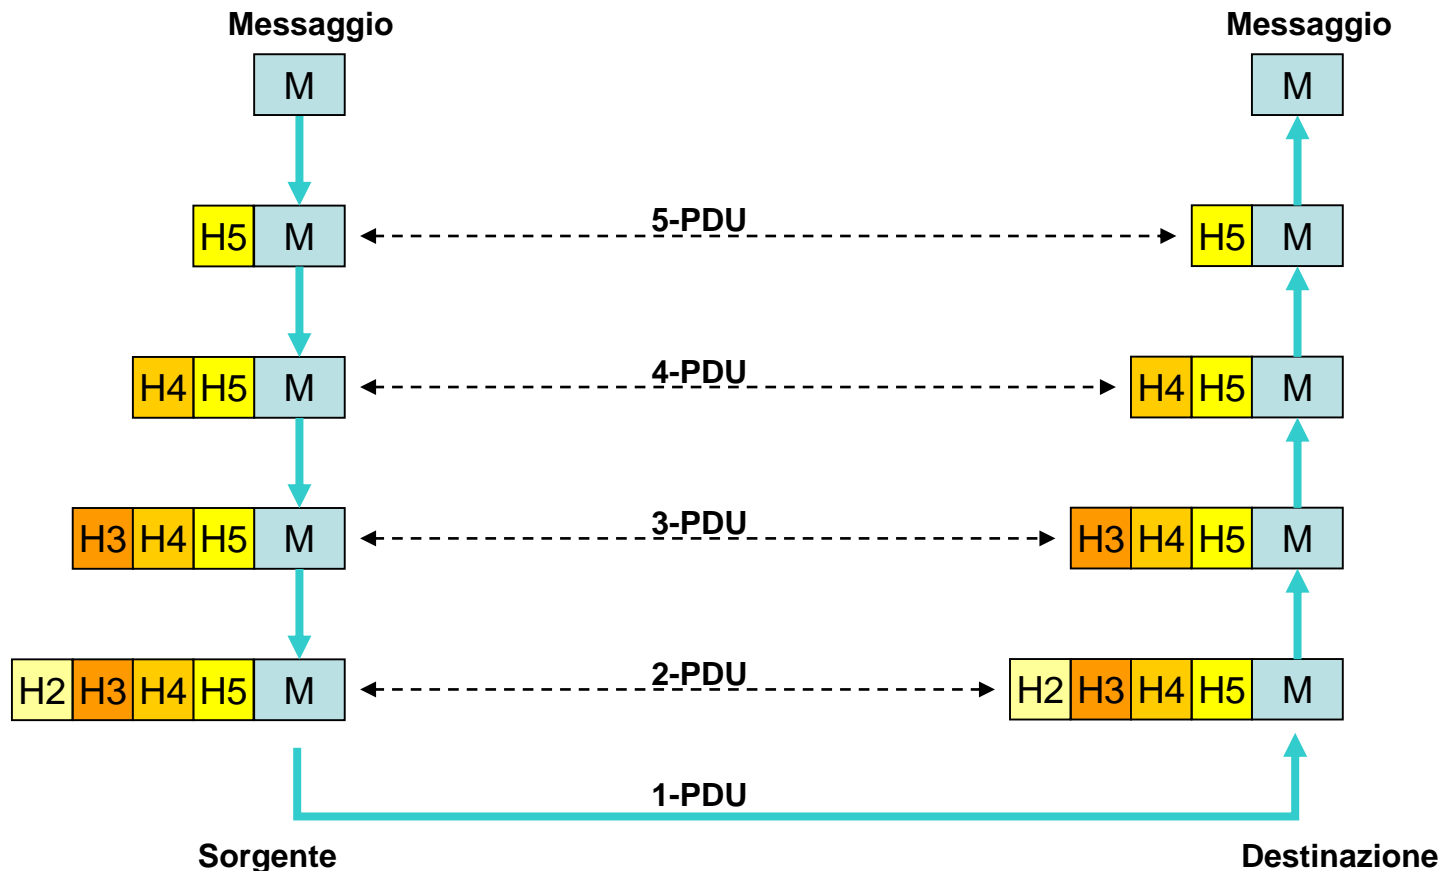 Messaggio Messaggio
M M
H5 M 5-PDU H5 M
H4 H5 M 4-PDU H4 H5 M
H3 H4 H5 M 3-PDU H3 H4 H5 M
H2 H3 H4 H5 M 2-PDU H2 H3 H4 H5 M
1-PDU
Sorgente Destinazione